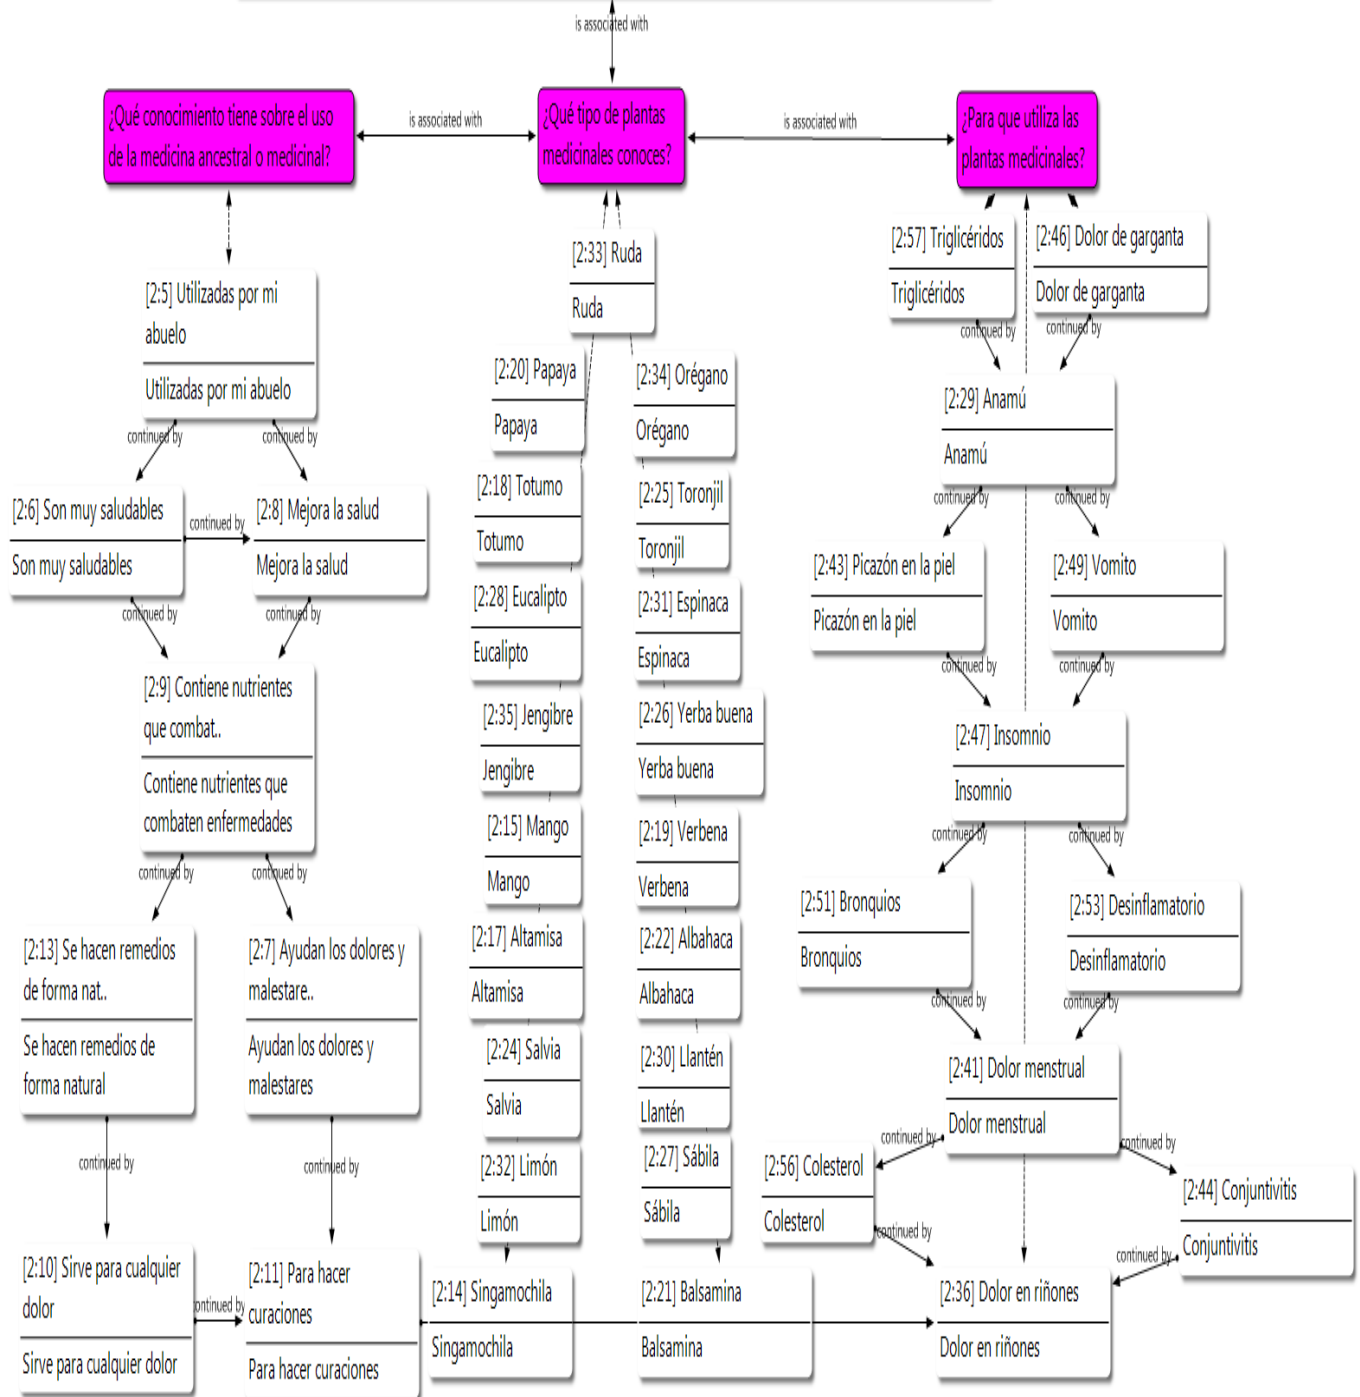 is associated with
¿Qué conocimiento tiene sobre el uso
de la medicina ancestral o medicinal?
is associated with
¿Qué tipo de plantas
medicinales conoces?
is associated with
¿Para que utiliza las
plantas medicinales?
[2:5] Utilizadas por mi
abuelo
Utilizadas por mi abuelo
continued by
continued by
[2:6] Son muy saludables
Son muy saludables
continued by
[2:8] Mejora la salud
Mejora la salud
continued by
continued by
[2:9] Contiene nutrientes
que combat..
Contiene nutrientes que
combaten enfermedades
continued by
continued by
[2:13] Se hacen remedios
de forma nat..
Se hacen remedios de
forma natural
[2:7] Ayudan los dolores y
malestare..
Ayudan los dolores y
malestares
continued by
continued by
[2:10] Sirve para cualquier
dolor
Sirve para cualquier dolor
continued by
[2:11] Para hacer
curaciones
Para hacer curaciones
[2:33] Ruda
Ruda
[2:20] Papaya
Papaya
[2:34] Orégano
Orégano
[2:18] Totumo
Totumo
[2:25] Toronjil
Toronjil
[2:28] Eucalipto
Eucalipto
[2:31] Espinaca
Espinaca
[2:35] Jengibre
Jengibre
[2:26] Yerba buena
Yerba buena
[2:15] Mango
Mango
[2:19] Verbena
Verbena
[2:17] Altamisa
Altamisa
[2:22] Albahaca
Albahaca
[2:24] Salvia
Salvia
[2:30] Llantén
Llantén
[2:32] Limón
Limón
[2:27] Sábila
Sábila
[2:14] Singamochila
Singamochila
[2:21] Balsamina
Balsamina
[2:57] Triglicéridos
Triglicéridos
[2:46] Dolor de garganta
Dolor de garganta
continued by
continued by
[2:29] Anamú
Anamú
continued by
continued by
[2:43] Picazón en la piel
Picazón en la piel
[2:49] Vomito
Vomito
continued by
continued by
[2:47] Insomnio
Insomnio
continued by
continued by
[2:51] Bronquios
Bronquios
[2:53] Desinflamatorio
Desinflamatorio
continued by
continued by
[2:41] Dolor menstrual
Dolor menstrual
continued by
continued by
[2:56] Colesterol
Colesterol
[2:44] Conjuntivitis
Conjuntivitis
continued by
continued by
[2:36] Dolor en riñones
Dolor en riñones